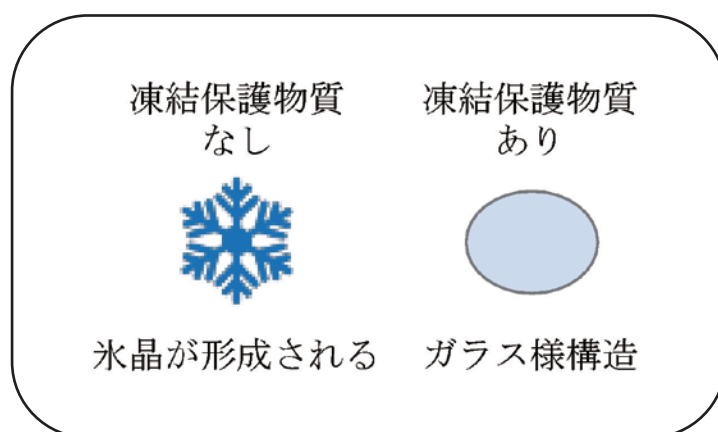 凍結保護物質
なし
氷晶が形成される
凍結保護物質
あり
ガラス様構造